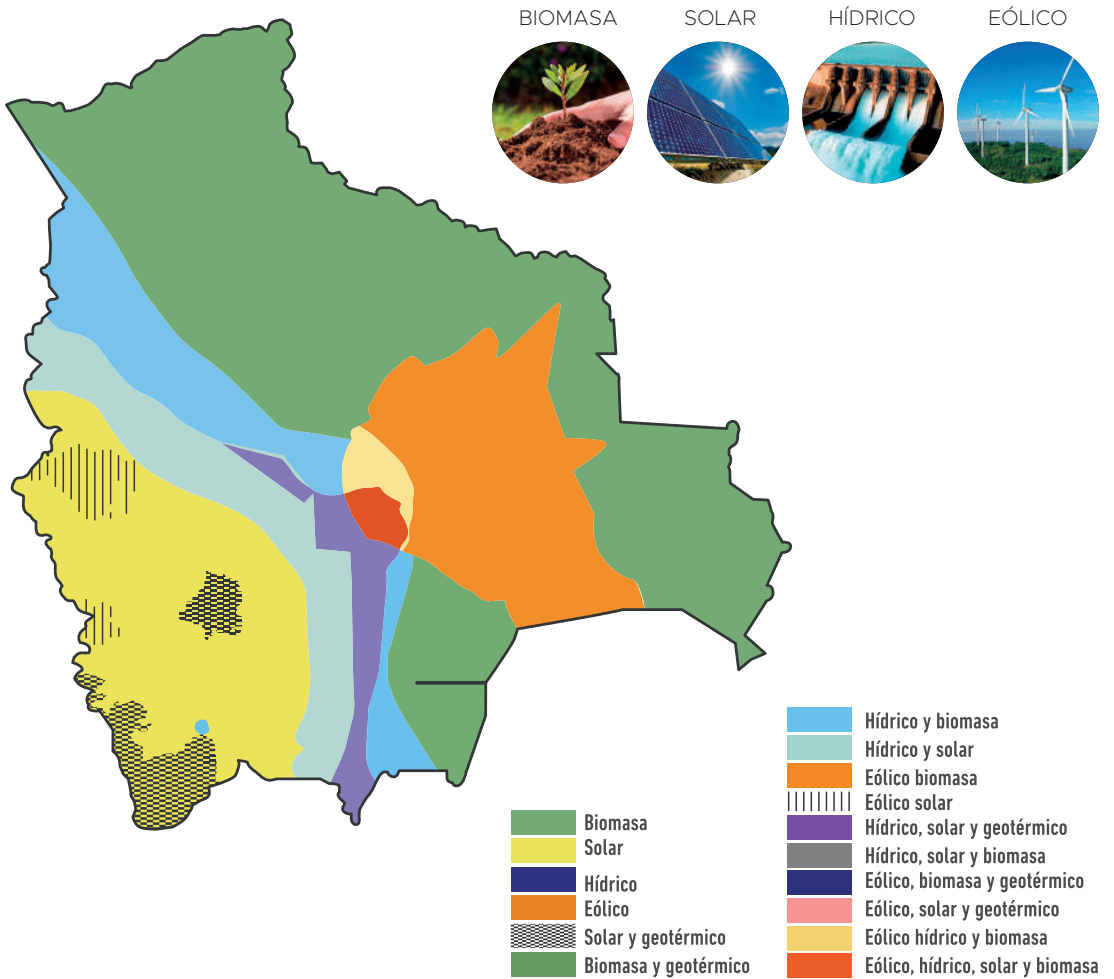 BIOMASA
SOLAR
HÍDRICO
EÓLICO
Biomasa
Solar
Hídrico
Eólico
Solar y geotérmico
Biomasa y geotérmico
Hídrico y biomasa
Hídrico y solar
Eólico biomasa
Eólico solar
Hídrico, solar y geotérmico
Hídrico, solar y biomasa
Eólico, biomasa y geotérmico
Eólico, solar y geotérmico
Eólico hídrico y biomasa
Eólico, hídrico, solar y biomasa